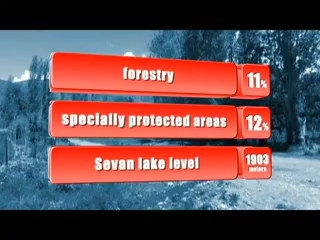 forestry 11%
specially protected areas 12%
Sevan lake level 1903 meters